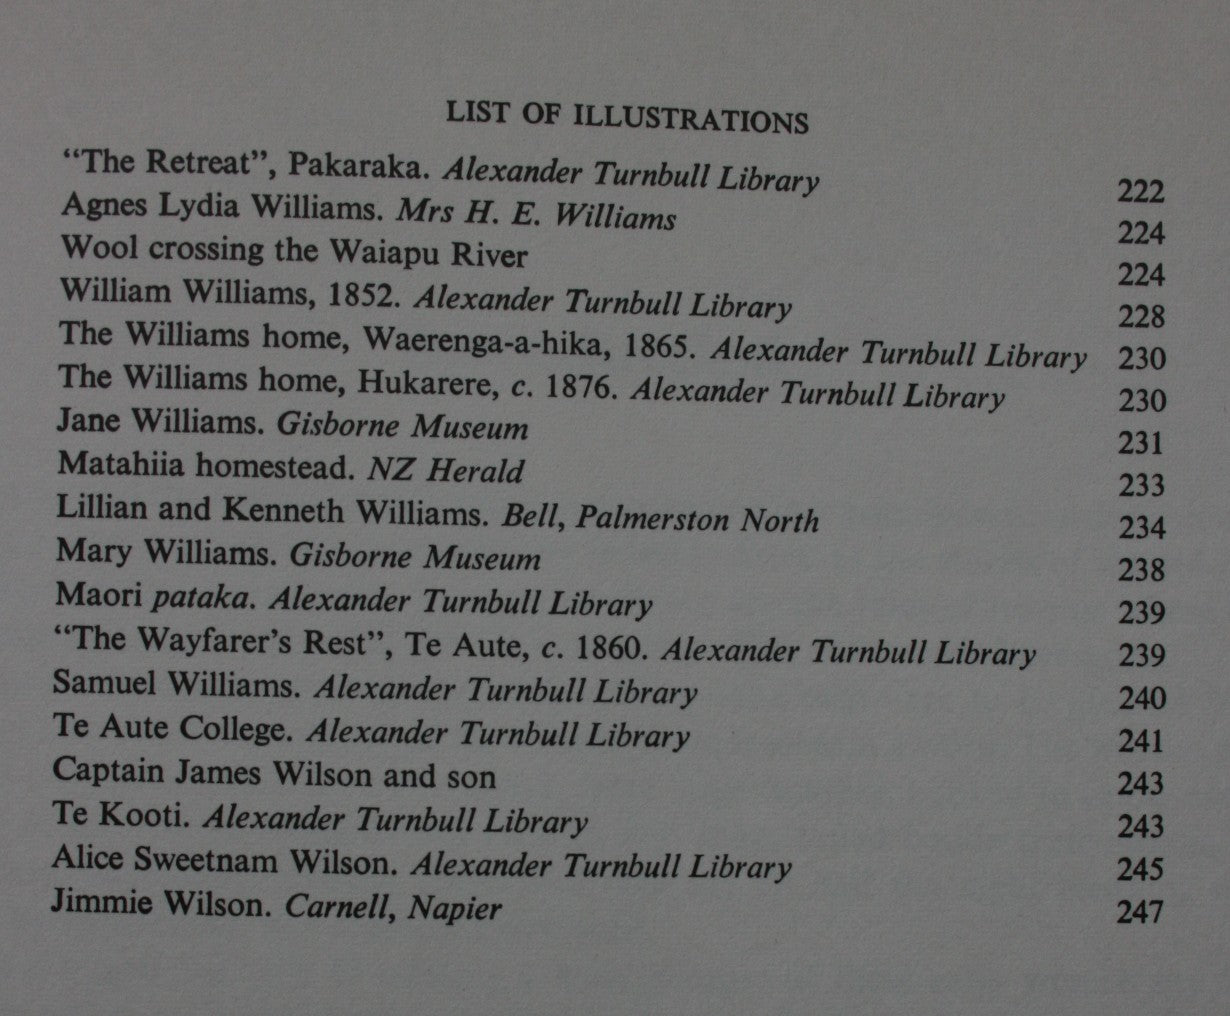 LIST OF ILLUSTRATIONS
“The Retreat”, Pakaraka. Alexander Turnbull Library 222
Agnes Lydia Williams. Mrs H. E. Williams 224
Wool crossing the Waiapu River 224
William Williams, 1852. Alexander Turnbull Library 228
The Williams home, Waerenga-a-hika, 1865. Alexander Turnbull Library 230
The Williams home, Hukarere, c. 1876. Alexander Turnbull Library 230
Jane Williams. Gisborne Museum 231
Matahiia homestead. NZ Herald 233
Lillian and Kenneth Williams. Bell, Palmerston North 234
Mary Williams. Gisborne Museum 238
Maori pataka. Alexander Turnbull Library 239
“The Wayfarer’s Rest”, Te Aute, c. 1860. Alexander Turnbull Library 239
Samuel Williams. Alexander Turnbull Library 240
Te Aute College. Alexander Turnbull Library 241
Captain James Wilson and son 243
Te Kooti. Alexander Turnbull Library 243
Alice Sweetnam Wilson. Alexander Turnbull Library 245
Jimmie Wilson. Carnell, Napier 247